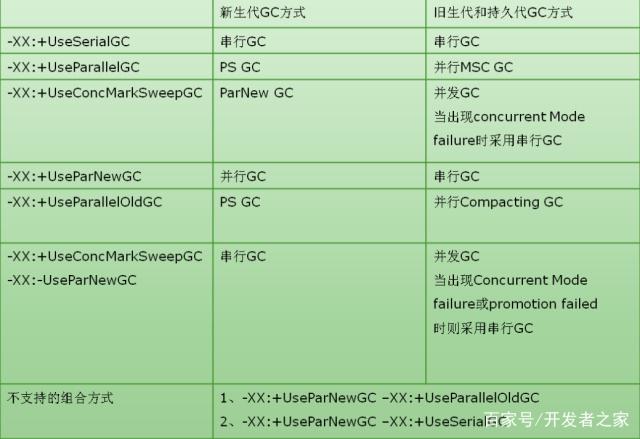 新生代GC方式 旧生代和持久代GC方式
-XX:+UseSerialGC 串行GC 串行GC
-XX:+UseParallelGC PS GC 并行MSC GC
-XX:+UseConcMarkSweepGC ParNew GC 并发GC
当出现concurrent Mode
failure时采用串行GC
-XX:+UseParNewGC 并行GC 串行GC
-XX:+UseParallelOldGC PS GC 并行Compacting GC
-XX:+UseConcMarkSweepGC 串行GC 并发GC
-XX:-UseParNewGC 当出现Concurrent Mode
failure或promotion failed
时则采用串行GC
不支持的组合方式 1、-XX:+UseParNewGC –XX:+UseParallelOldGC
2、-XX:+UseParNewGC –XX:+UseSerialGC
百家号/开发者之家